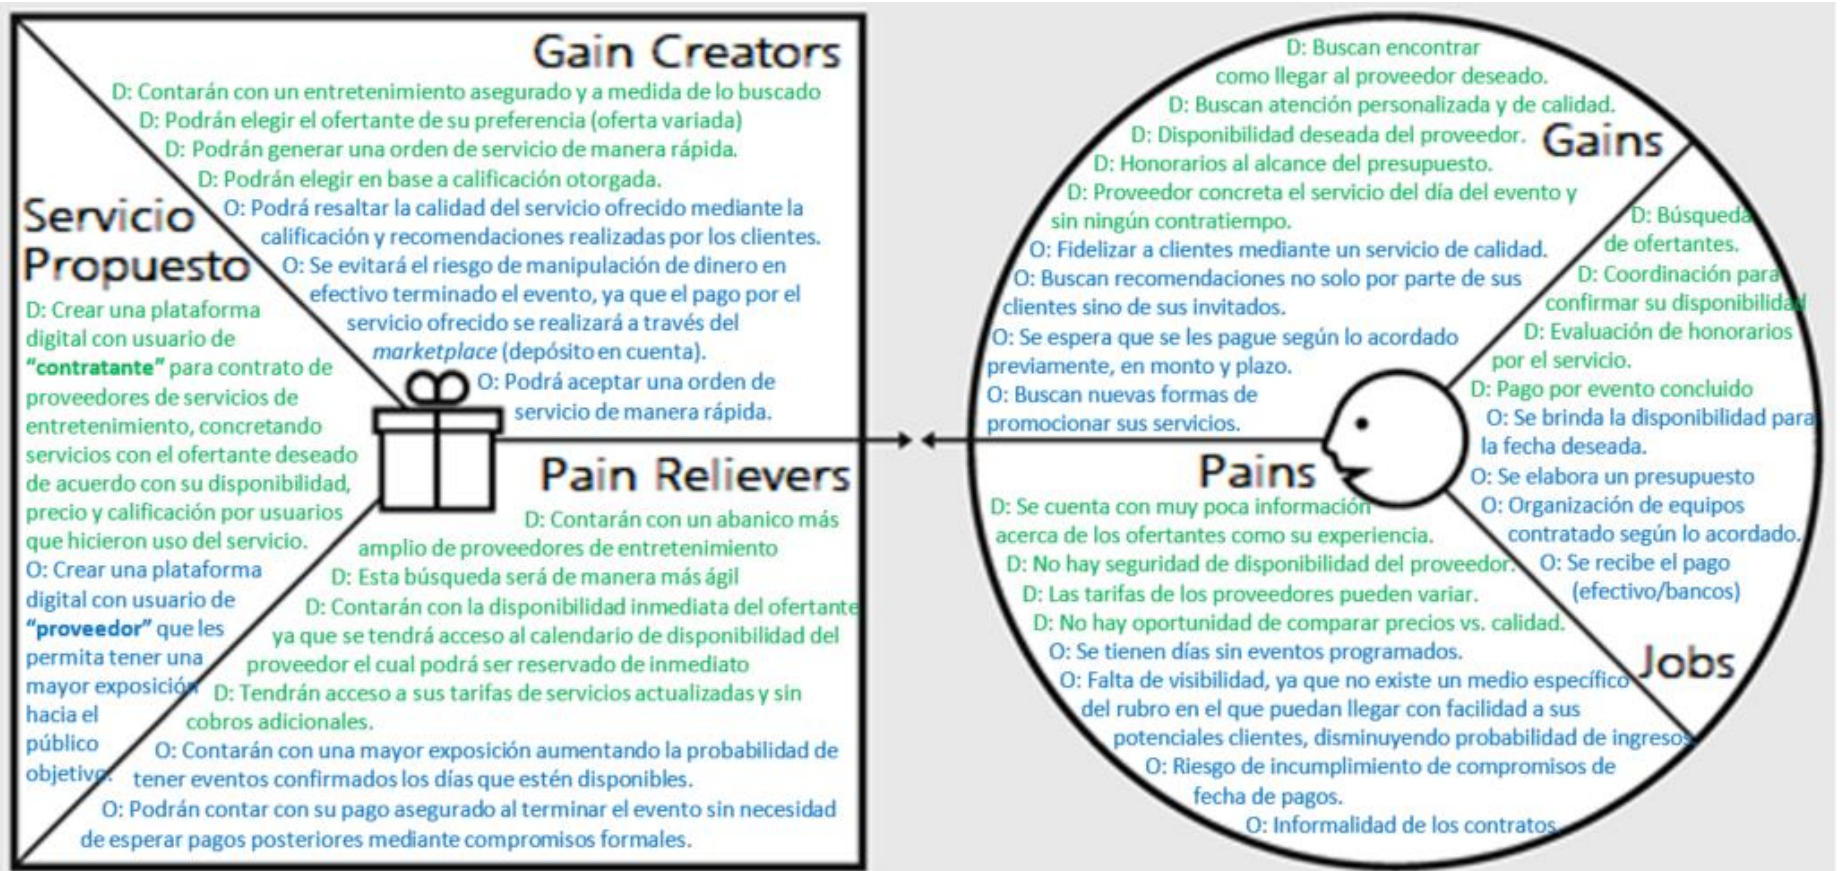 Gain Creators
D: Contarán con un entretenimiento asegurado y a medida de lo buscado
D: Podrán elegir el ofertante de su preferencia (oferta variada)
D: Podrán generar una orden de servicio de manera rápida.
D: Podrán elegir en base a calificación otorgada.
O: Podrá resaltar la calidad del servicio ofrecido mediante la
calificación y recomendaciones realizadas por los clientes.
O: Se evitará el riesgo de manipulación de dinero en
efectivo terminado el evento, ya que el pago por el
servicio ofrecido se realizará a través del
marketplace (depósito en cuenta).
O: Podrá aceptar una orden de
servicio de manera rápida.
Servicio
Propuesto
D: Crear una plataforma
digital con usuario de
“contratante” para contrato de
proveedores de servicios de
entretenimiento, concretando
servicios con el ofertante deseado
de acuerdo con su disponibilidad,
precio y calificación por usuarios
que hicieron uso del servicio.
O: Crear una plataforma
digital con usuario de
“proveedor” que les
permita tener una
mayor exposición
hacia el
público
objetivo.
Pain Relievers
D: Contarán con un abanico más
amplio de proveedores de entretenimiento
D: Esta búsqueda será de manera más ágil
D: Contarán con la disponibilidad inmediata del ofertante
ya que se tendrá acceso al calendario de disponibilidad del
proveedor el cual podrá ser reservado de inmediato
D: Tendrán acceso a sus tarifas de servicios actualizadas y sin
cobros adicionales.
O: Contarán con una mayor exposición aumentando la probabilidad de
tener eventos confirmados los días que estén disponibles.
O: Podrán contar con su pago asegurado al terminar el evento sin necesidad
de esperar pagos posteriores mediante compromisos formales.
Gains
D: Buscan encontrar
como llegar al proveedor deseado.
D: Buscan atención personalizada y de calidad.
D: Disponibilidad deseada del proveedor.
D: Honorarios al alcance del presupuesto.
D: Proveedor concreta el servicio del día del evento y
sin ningún contratiempo.
O: Fidelizar a clientes mediante un servicio de calidad.
O: Buscan recomendaciones no solo por parte de sus
clientes sino de sus invitados.
O: Se espera que se les pague según lo acordado
previamente, en monto y plazo.
O: Buscan nuevas formas de
promocionar sus servicios.
D: Búsqueda
de ofertantes.
D: Coordinación para
confirmar su disponibilidad
D: Evaluación de honorarios
por el servicio.
D: Pago por evento concluido
O: Se brinda la disponibilidad para
la fecha deseada.
O: Se elabora un presupuesto
O: Organización de equipos
contratado según lo acordado.
O: Se recibe el pago
(efectivo/bancos)
Jobs
Pains
D: Se cuenta con muy poca información
acerca de los ofertantes como su experiencia.
D: No hay seguridad de disponibilidad del proveedor.
D: Las tarifas de los proveedores pueden variar.
D: No hay oportunidad de comparar precios vs. calidad.
O: Se tienen días sin eventos programados.
O: Falta de visibilidad, ya que no existe un medio específico
del rubro en el que puedan llegar con facilidad a sus
potenciales clientes, disminuyendo probabilidad de ingresos
O: Riesgo de incumplimiento de compromisos de
fecha de pagos.
O: Informalidad de los contratos.